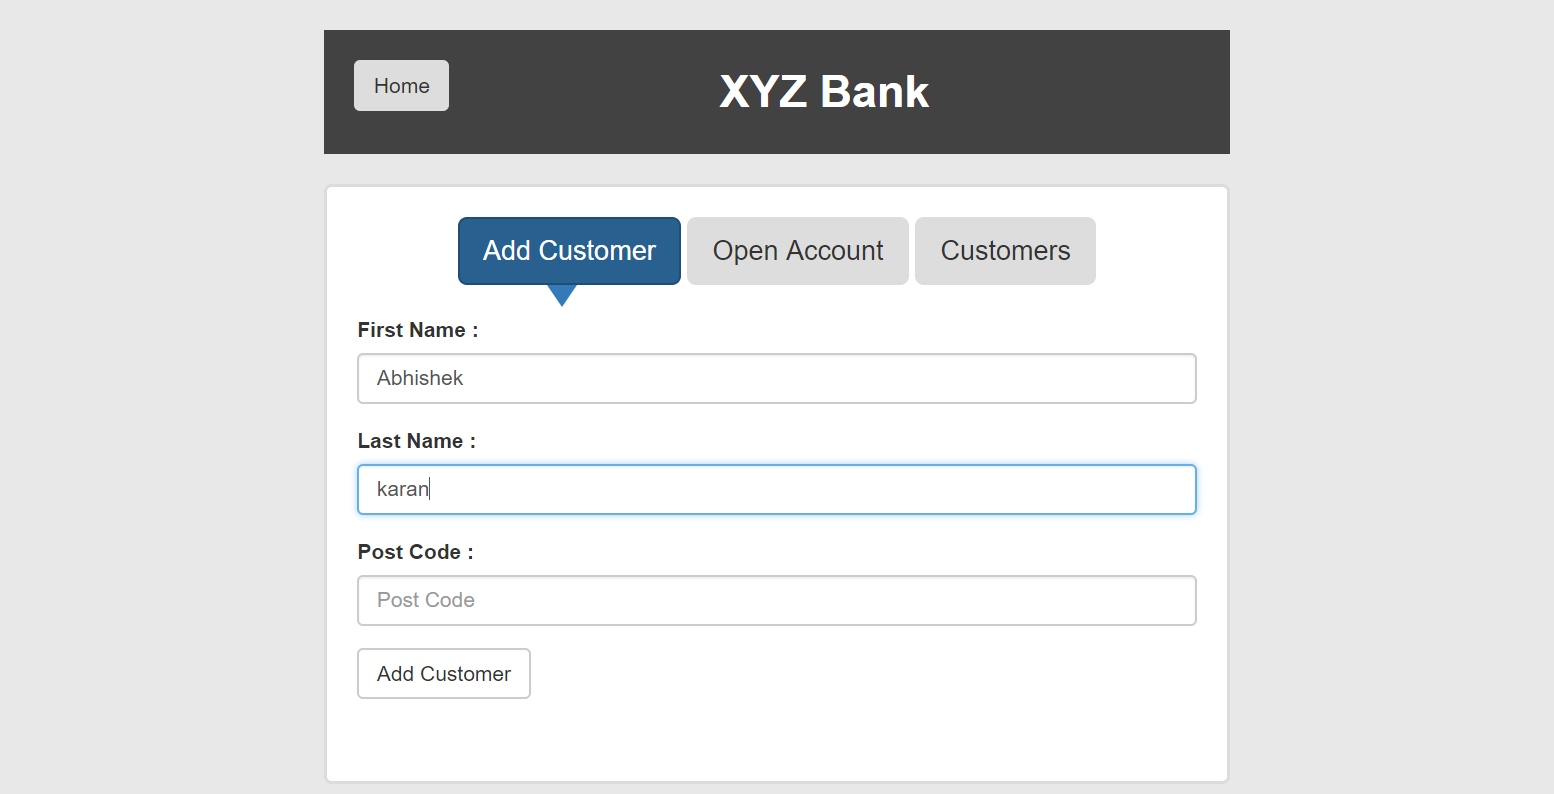 Home
XYZ Bank
Add Customer
Open Account
Customers
First Name :
Abhishek
Last Name :
karan
Post Code :
Post Code
Add Customer